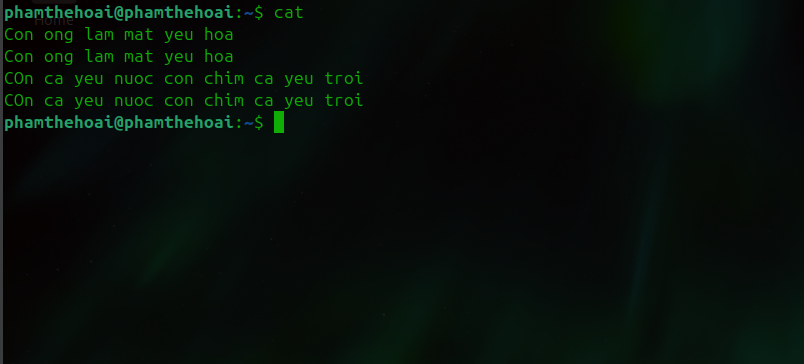 phamthehoai@phamthehoai:~$ cat
Home
Con ong lam mat yeu hoa
Con ong lam mat yeu hoa
COn ca yeu nuoc con chim ca yeu troi
COn ca yeu nuoc con chim ca yeu troi
phamthehoai@phamthehoai:~$